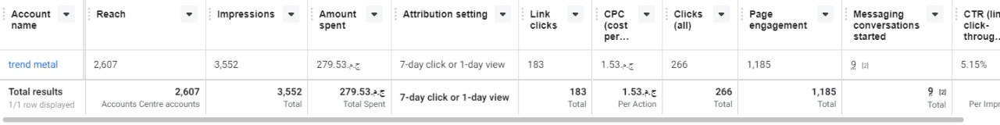 Account name
Reach
Impressions
Amount spent
Attribution setting
Link clicks
CPC (cost per...
Clicks (all)
Page engagement
Messaging conversations started
CTR (lin click- throug...
trend metal
2,607
3,552
279.53ج.م.
7-day click or 1-day view
183
1.53ج.م.
266
1,185
9 [2]
5.15%
Total results
1/1 row displayed
2,607
Accounts Centre accounts
3,552
Total
279.53ج.م.
Total Spent
7-day click or 1-day view
183
Total
1.53ج.م.
Per Action
266
Total
1,185
Total
9 [2]
Total
Per Impr